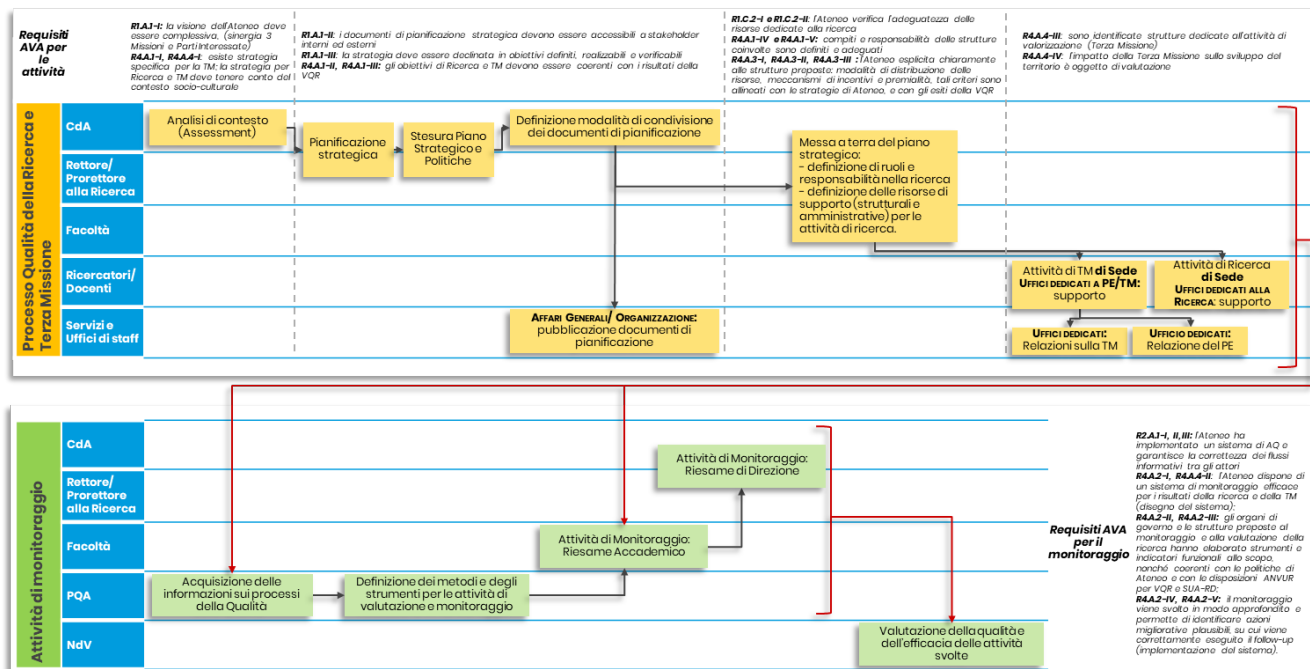 Requisiti
AVA per
le
attività
R1.A.1-I: la visione dell'Ateneo deve
essere complessiva, (sinergia 3
Missioni e Parti Interessate)
R4.A.1-I, R4.A.4-I: esiste strategia
specifica per la TM; la strategia per
Ricerca e TM deve tenere conto del
contesto socio-culturale
R1.A.1-II: i documenti di pianificazione strategica devono essere accessibili a stakeholder
interni ed esterni
R1.A.1-III: la strategia deve essere declinata in obiettivi definiti, realizzabili e verificabili
R4.A.1-II, R4.A.1-III: gli obiettivi di Ricerca e TM devono essere coerenti con i risultati della
VQR
R1.C.2-I e R1.C.2-II: l'Ateneo verifica l'adeguatezza delle
risorse dedicate alla ricerca
R4.A.1-IV e R4.A.1-V: compiti e responsabilità delle strutture
coinvolte sono definiti e adeguati
R4.A.3-I, R4.A.3-II, R4.A.3-III : l'Ateneo esplicita chiaramente
alle strutture preposte: modalità di distribuzione delle
risorse, meccanismi di incentivi e premialità, tali criteri sono
allineati con le strategie di Ateneo, e con gli esiti della VQR
R4.A.4-III: sono identificate strutture dedicate all'attività di
valorizzazione (Terza Missione)
R4.A.4-IV: l'impatto della Terza Missione sullo sviluppo del
territorio è oggetto di valutazione
Processo Qualità della Ricerca e
Terza Missione
CdA
Rettore/
Prorettore
alla Ricerca
Facoltà
Ricercatori/
Docenti
Servizi e
Uffici di staff
Analisi di contesto
(Assessment)
Pianificazione
strategica
Stesura Piano
Strategico e
Politiche
Definizione modalità di condivisione
dei documenti di pianificazione
Messa a terra del piano
strategico:
- definizione di ruoli e
responsabilità nella ricerca
- definizione delle risorse di
supporto (strutturali e
amministrative) per le
attività di ricerca.
Attività di TM di Sede
UFFICI DEDICATI A PE/TM:
supporto
Attività di Ricerca
di Sede
UFFICI DEDICATI ALLA
RICERCA: supporto
AFFARI GENERALI/ ORGANIZZAZIONE:
pubblicazione documenti di
pianificazione
UFFICI DEDICATI:
Relazioni sulla TM
UFFICIO DEDICATI:
Relazione del PE
Attività di monitoraggio
CdA
Rettore/
Prorettore
alla Ricerca
Facoltà
PQA
NdV
Attività di Monitoraggio:
Riesame di Direzione
Attività di Monitoraggio:
Riesame Accademico
Acquisizione delle
informazioni sui processi
della Qualità
Definizione dei metodi e degli
strumenti per le attività di
valutazione e monitoraggio
Valutazione della qualità e
dell'efficacia delle attività
svolte
Requisiti AVA
per il
monitoraggio
R2.A.1-I, II,III: l'Ateneo ha
implementato un sistema di AQ e
garantisce la correttezza dei flussi
informativi tra gli attori
R4.A.2-I, R4.A.4-II: l'Ateneo dispone di
un sistema di monitoraggio efficace
per i risultati della ricerca e della TM
(disegno del sistema);
R4.A.2-II, R4.A.2-III: gli organi di
governo e le strutture preposte al
monitoraggio e alla valutazione della
ricerca hanno elaborato strumenti e
indicatori funzionali allo scopo,
nonché coerenti con le politiche di
Ateneo e con le disposizioni ANVUR
per VQR e SUA-RD;
R4.A.2-IV, R4.A.2-V: il monitoraggio
viene svolto in modo approfondito e
permette di identificare azioni
migliorative plausibili, su cui viene
correttamente eseguito il follow-up
(implementazione del sistema).